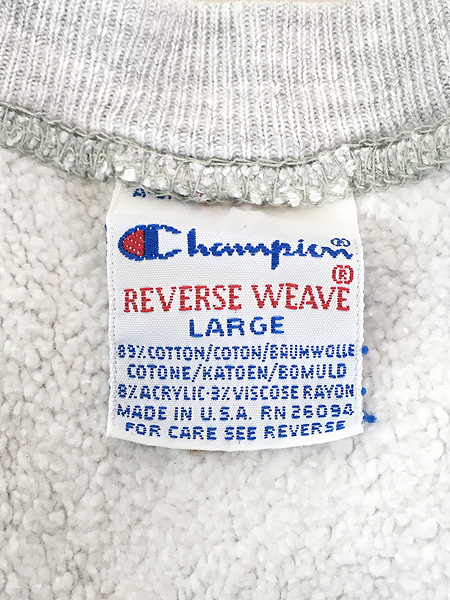 Champion
REVERSE WEAVE®
LARGE
89% COTTON/COTON/BRUMWOLLE
COTONE/KATOEN/BOMULD
8% ACRYLIC·3% VISCOSE RAYON
MADE IN U.S.A. RN 26094
FOR CARE SEE REVERSE